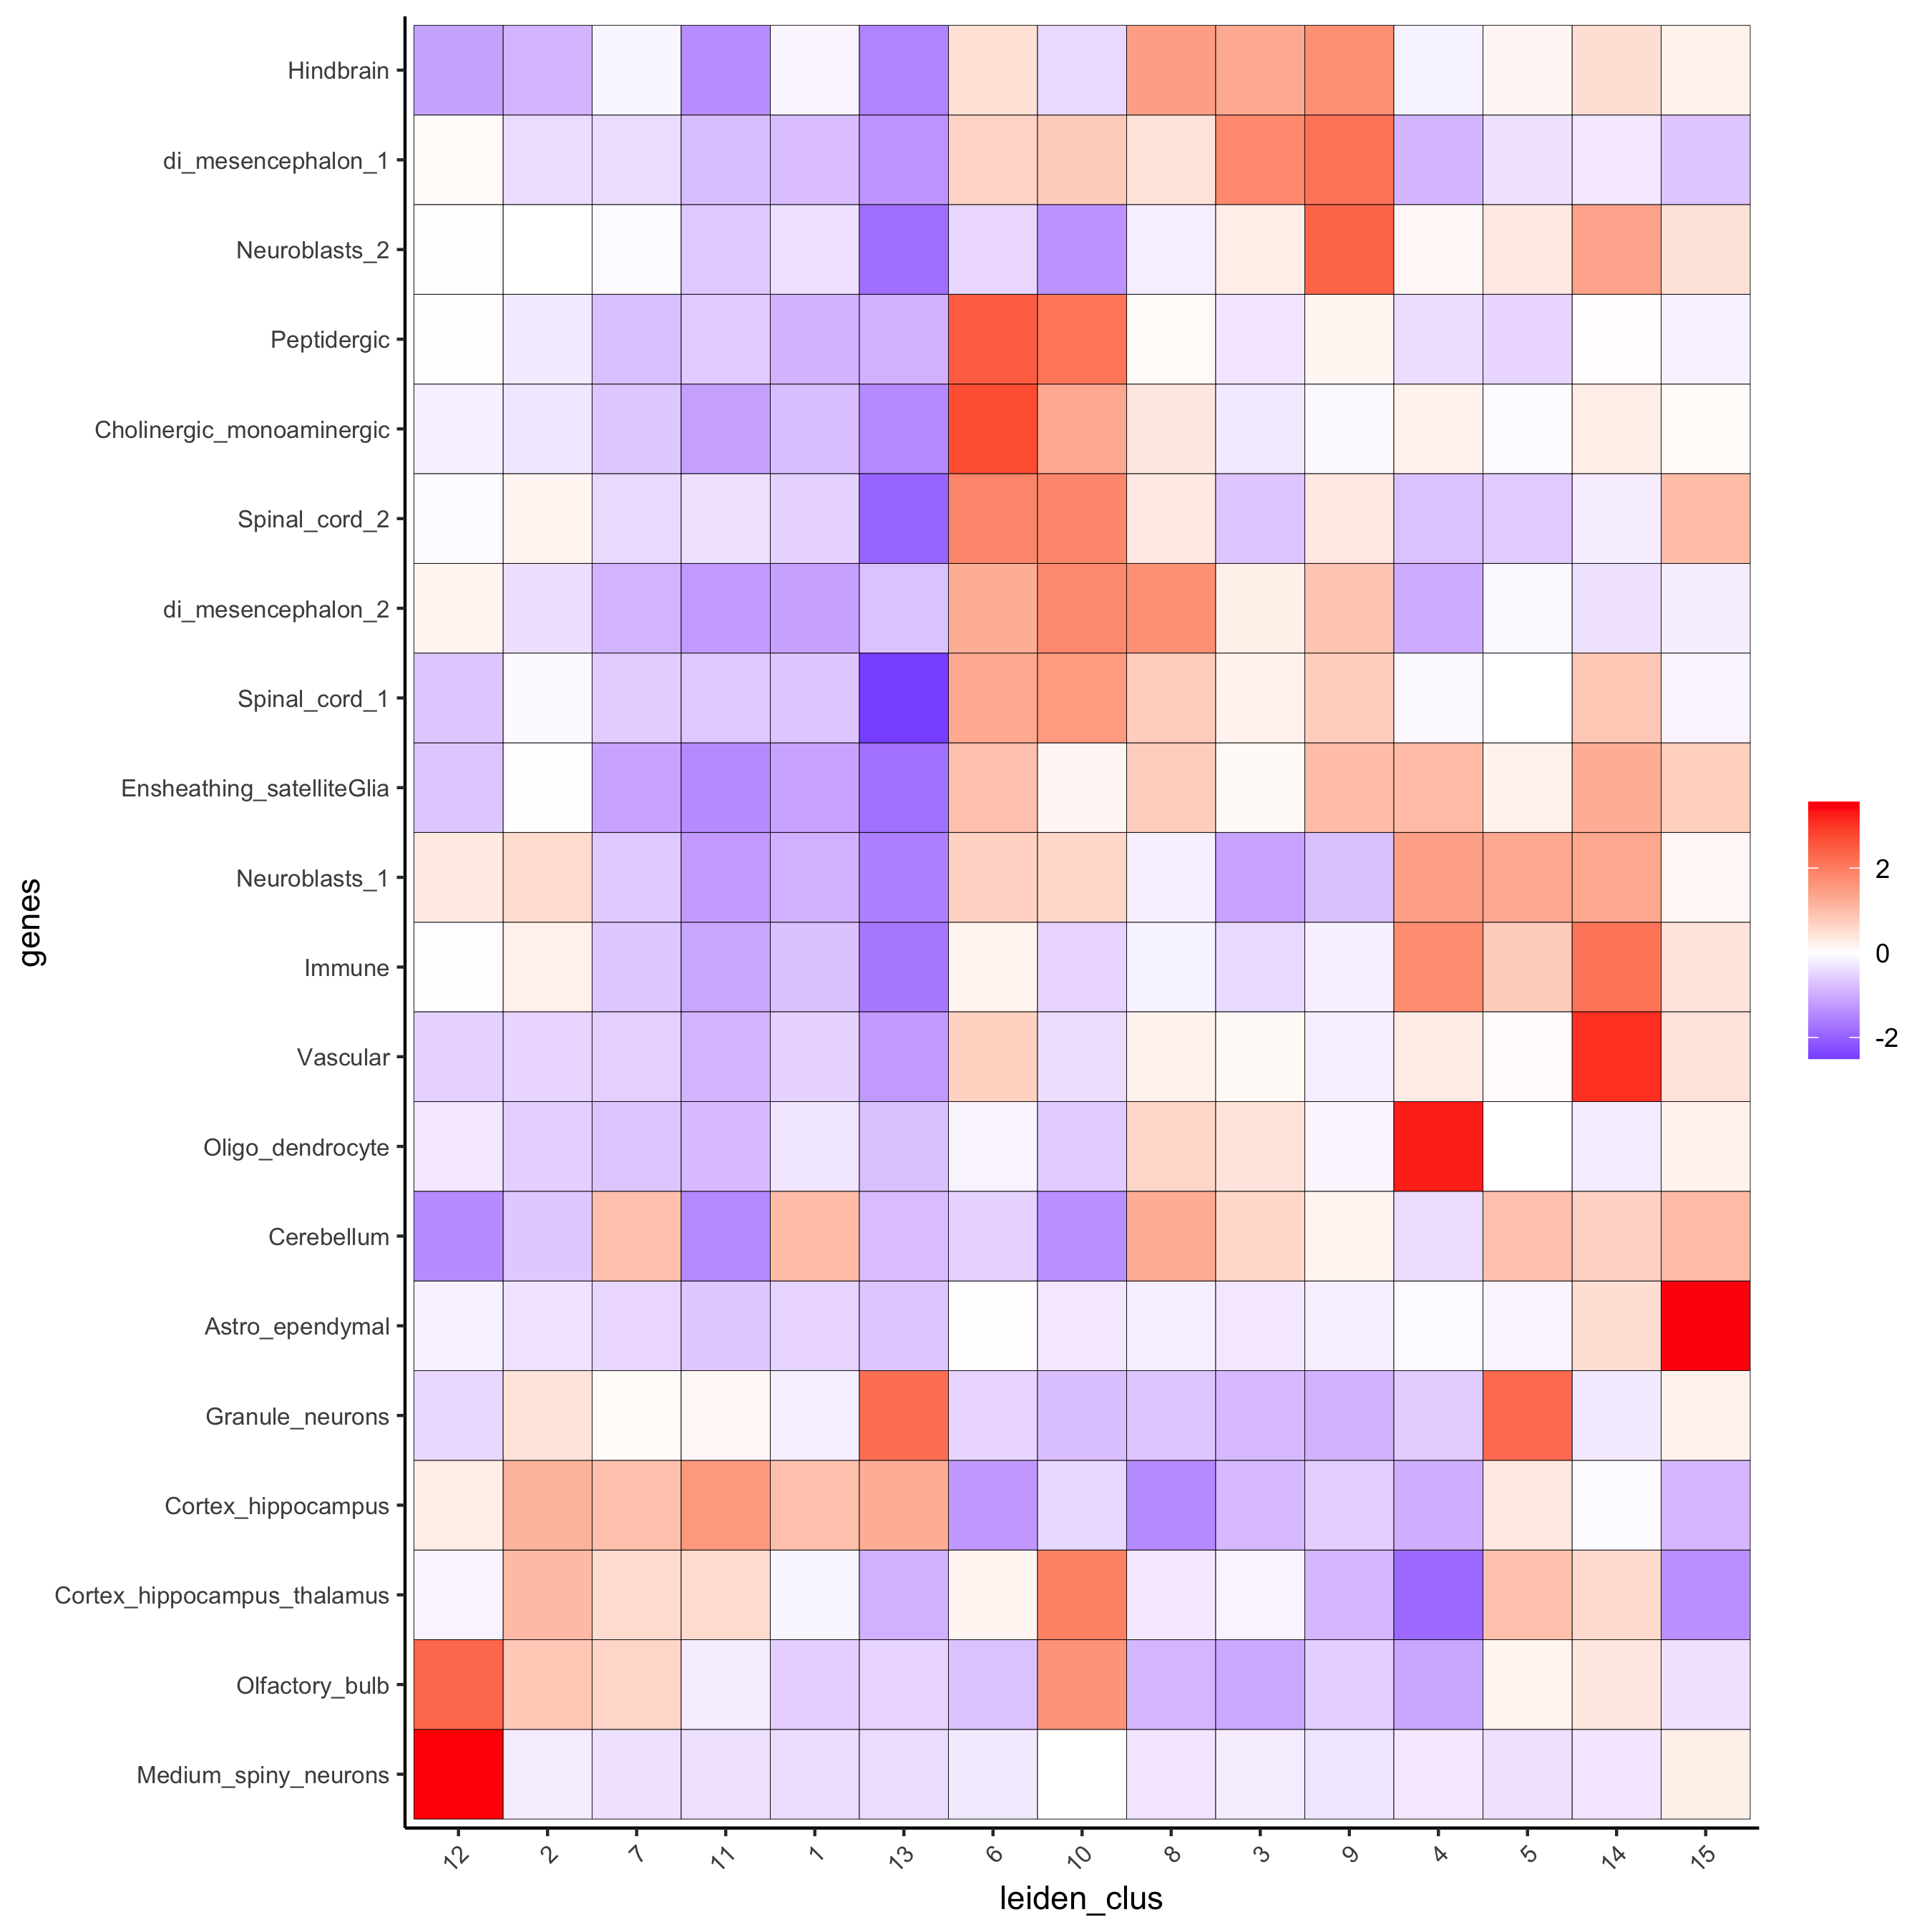 Hindbrain
di_mesencephalon_1
Neuroblasts_2
Peptidergic
Cholinergic_monoaminergic
Spinal_cord_2
di_mesencephalon_2
Spinal_cord_1
Ensheathing_satelliteGlia
Neuroblasts_1
Immune
Vascular
Oligo_dendrocyte
Cerebellum
Astro_ependymal
Granule_neurons
Cortex_hippocampus
Cortex_hippocampus_thalamus
Olfactory_bulb
Medium_spiny_neurons
genes
12 2 7 11 1 13 6 10 8 3 9 4 5 14 15
leiden_clus
2
0
-2